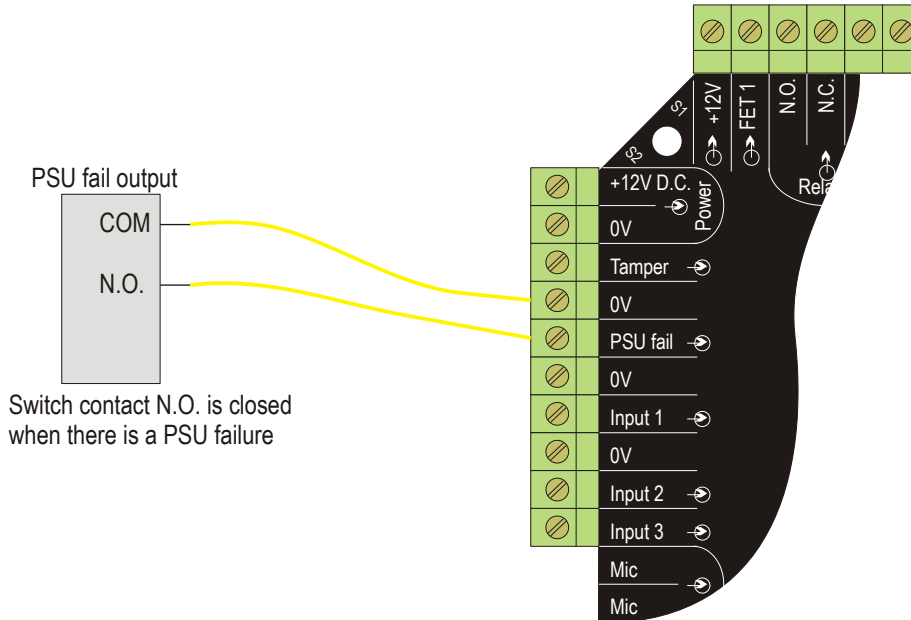 +12V
FET 1
N.O.
N.C.
S1
S2
PSU fail output
COM
N.O.
Switch contact N.O. is closed
when there is a PSU failure
+12V D.C.
Power
0V
Tamper
0V
PSU fail
0V
Input 1
0V
Input 2
Input 3
Mic
Mic
Rela